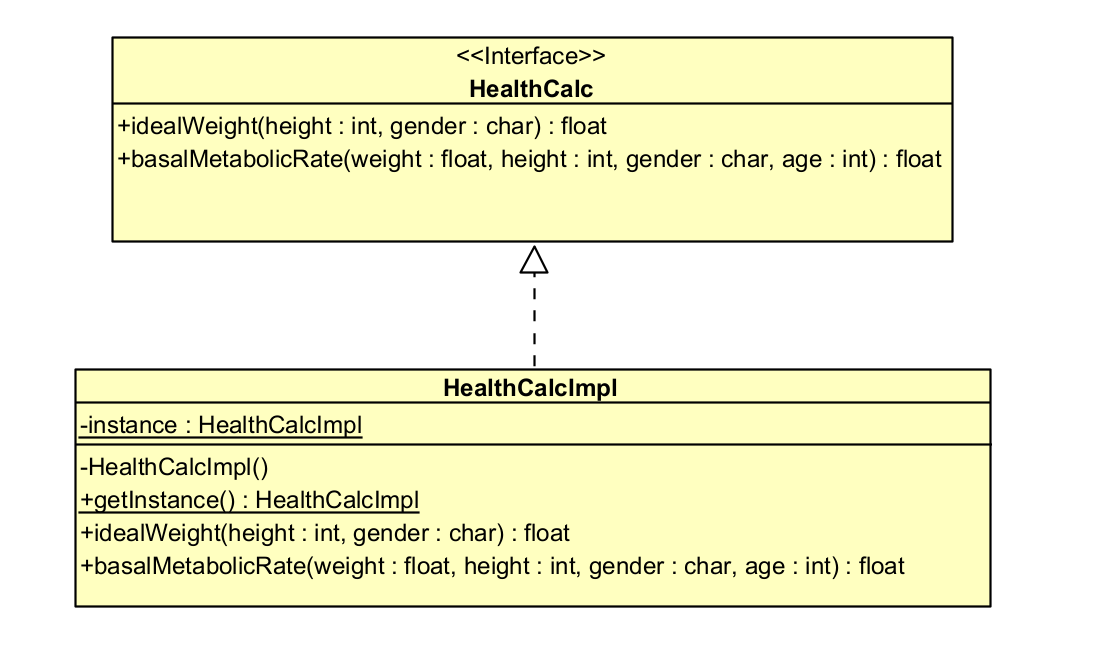 <<Interface>>
HealthCalc
+idealWeight(height : int, gender : char) : float
+basalMetabolicRate(weight : float, height : int, gender : char, age : int) : float
HealthCalcImpl
-instance : HealthCalcImpl
-HealthCalcImpl()
+getInstance() : HealthCalcImpl
+idealWeight(height : int, gender : char) : float
+basalMetabolicRate(weight : float, height : int, gender : char, age : int) : float